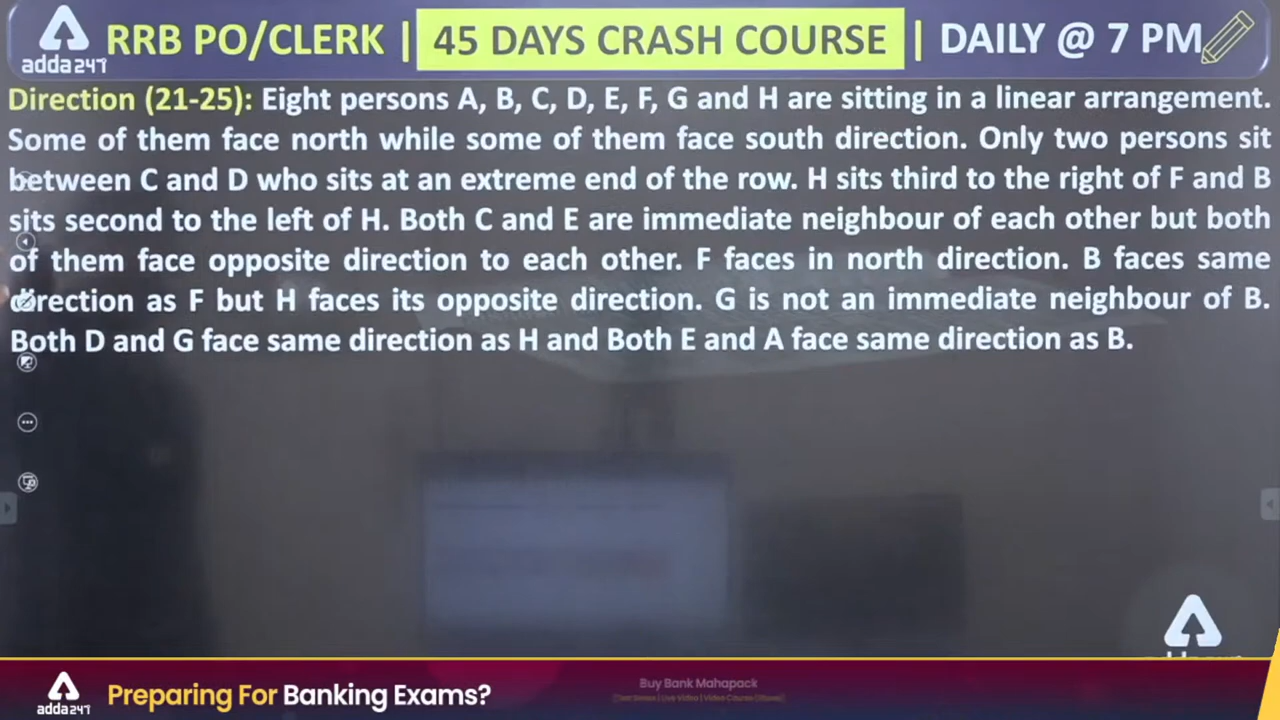 RRB PO/CLERK | 45 DAYS CRASH COURSE | DAILY @ 7 PM
adda247
Direction (21-25): Eight persons A, B, C, D, E, F, G and H are sitting in a linear arrangement.
Some of them face north while some of them face south direction. Only two persons sit
between C and D who sits at an extreme end of the row. H sits third to the right of F and B
sits second to the left of H. Both C and E are immediate neighbour of each other but both
of them face opposite direction to each other. F faces in north direction. B faces same
direction as F but H faces its opposite direction. G is not an immediate neighbour of B.
Both D and G face same direction as H and Both E and A face same direction as B.
adda247
Preparing For Banking Exams?
Buy Bank Mahapack